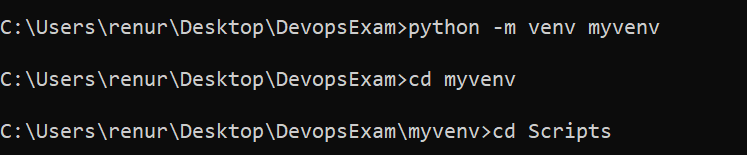 C:\Users\renur\Desktop\DevopsExam>python -m venv myvenv
C:\Users\renur\Desktop\DevopsExam>cd myvenv
C:\Users\renur\Desktop\DevopsExam\myvenv>cd Scripts